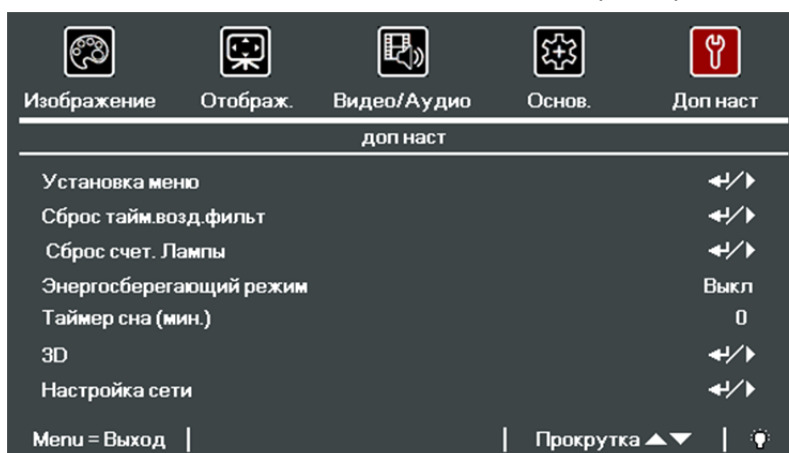 Изображение Отображ. Видео/Аудио Основ. Доп наст
доп наст
Установка меню
Сброс тайм.возд.фильт
Сброс счет. Лампы
Энергосберегающий режим Выкл
Таймер сна (мин.) 0
3D
Настройка сети
Menu = Выход Прокрутка